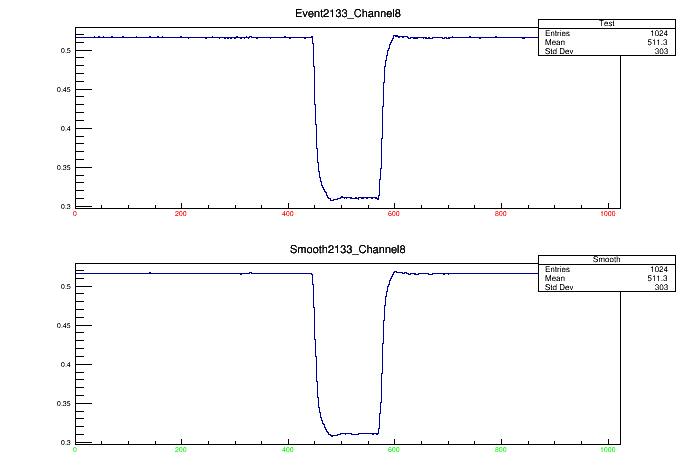 Event2133_Channel8
Test
Entries 1024
Mean 511.3
Std Dev 303
0.5
0.45
0.4
0.35
0.3
0 200 400 600 800 1000
Smooth2133_Channel8
Smooth
Entries 1024
Mean 511.3
Std Dev 303
0.5
0.45
0.4
0.35
0.3
0 200 400 600 800 1000